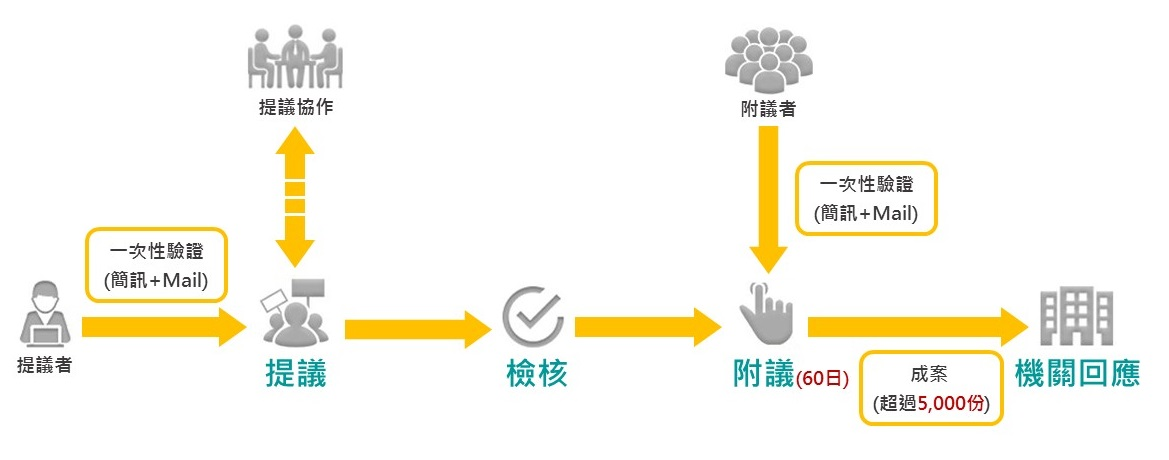 提議協作
附議者
一次性驗證
(簡訊+Mail)
一次性驗證
(簡訊+Mail)
提議者
提議
檢核
附議(60日)
成案
(超過5,000份)
機關回應